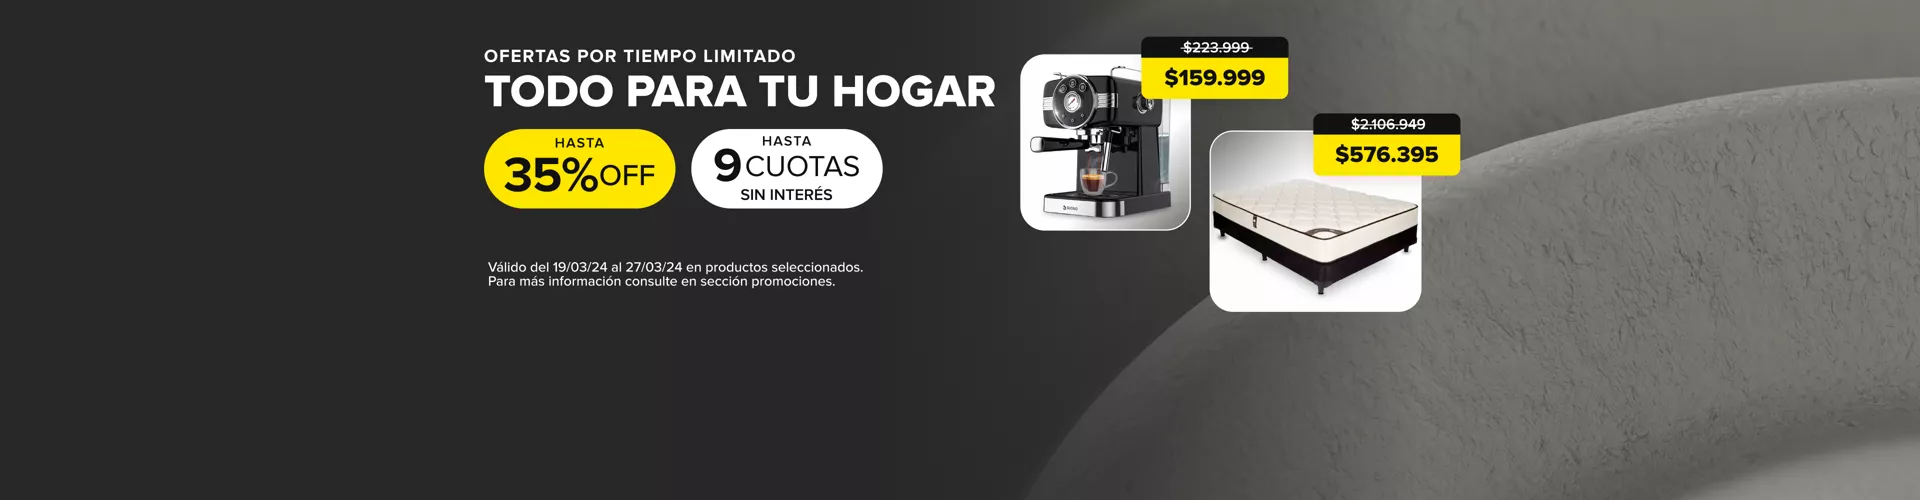 OFERTAS POR TIEMPO LIMITADO
TODO PARA TU HOGAR
HASTA
35% OFF
HASTA
9 CUOTAS
SIN INTERÉS
Válido del 19/03/24 al 27/03/24 en productos seleccionados.
Para más información consulte en sección promociones.
$223.999
$159.999
$2.106.949
$576.395